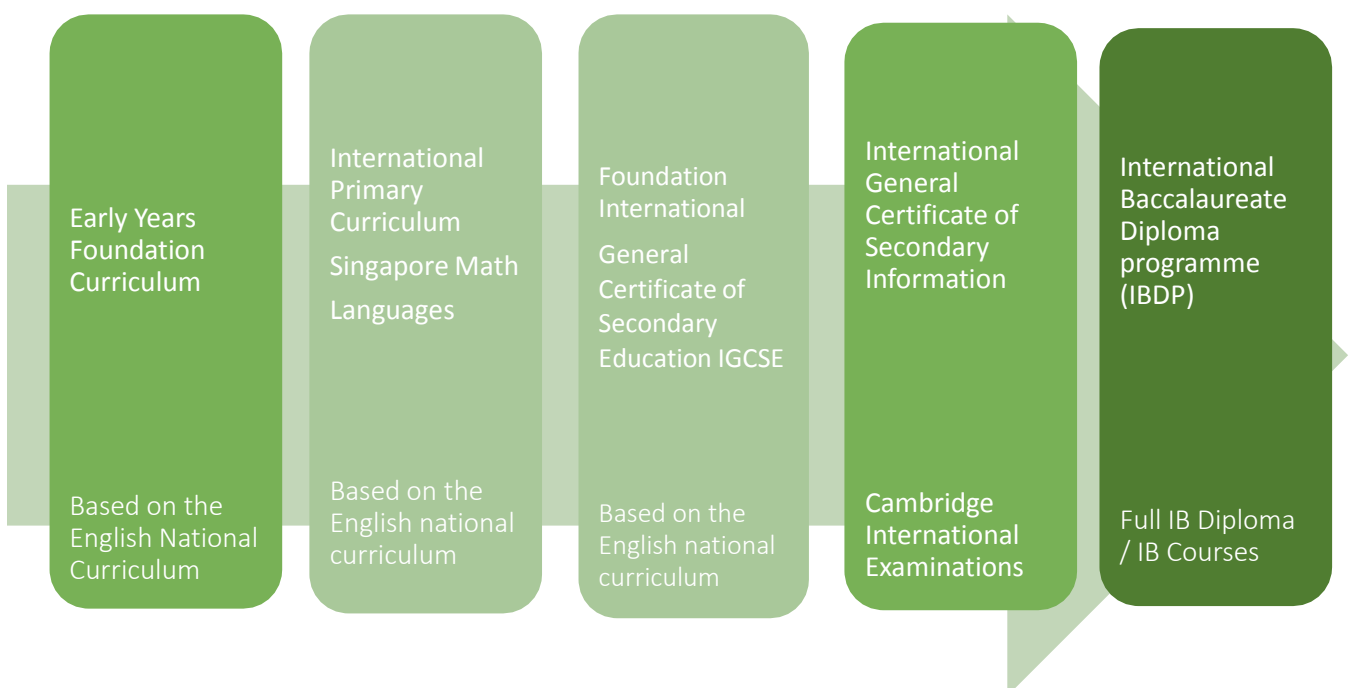 Early Years
Foundation
Curriculum
Based on the
English National
Curriculum
International
Primary
Curriculum
Singapore Math
Languages
Based on the
English national
curriculum
Foundation
International
General
Certificate of
Secondary
Education IGCSE
Based on the
English national
curriculum
International
General
Certificate of
Secondary
Information
Cambridge
International
Examinations
International
Baccalaureate
Diploma
programme
(IBDP)
Full IB Diploma
/ IB Courses